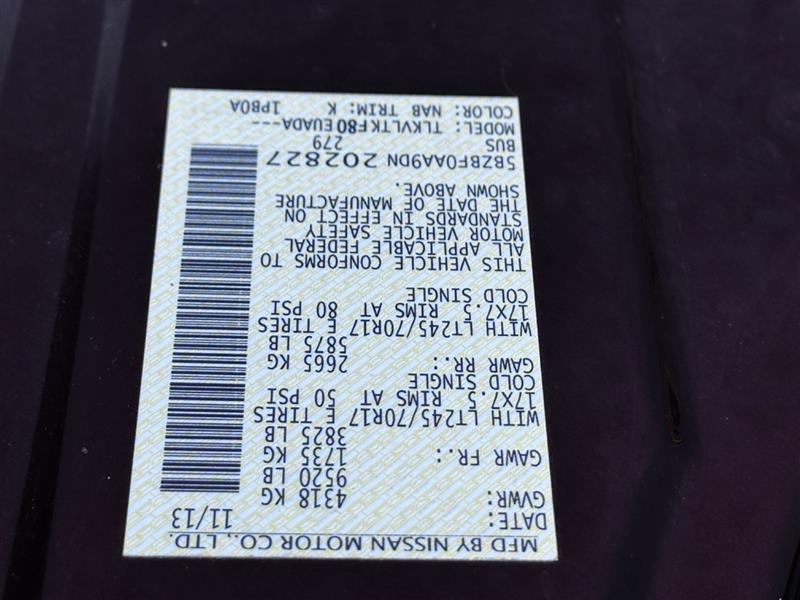 MFD BY NISSAN MOTOR CO., LTD.
DATE: 11/13
GVWR: 4318 KG
9520 LB
GAWR FR.: 1735 KG
3825 LB
WITH LT245/70R17 E TIRES
17X7.5 RIMS AT 50 PSI
COLD SINGLE
GAWR RR.: 2665 KG
5875 LB
WITH LT245/70R17 E TIRES
17X7.5 RIMS AT 80 PSI
COLD SINGLE
THIS VEHICLE CONFORMS TO
ALL APPLICABLE FEDERAL
MOTOR VEHICLE SAFETY
STANDARDS IN EFFECT ON
THE DATE OF MANUFACTURE
SHOWN ABOVE.
5BZBF0AA9DN 202827
BUS 279
MODEL: TLKVLTKF80EUADA---
COLOR: NAB TRIM: K 1PB0A